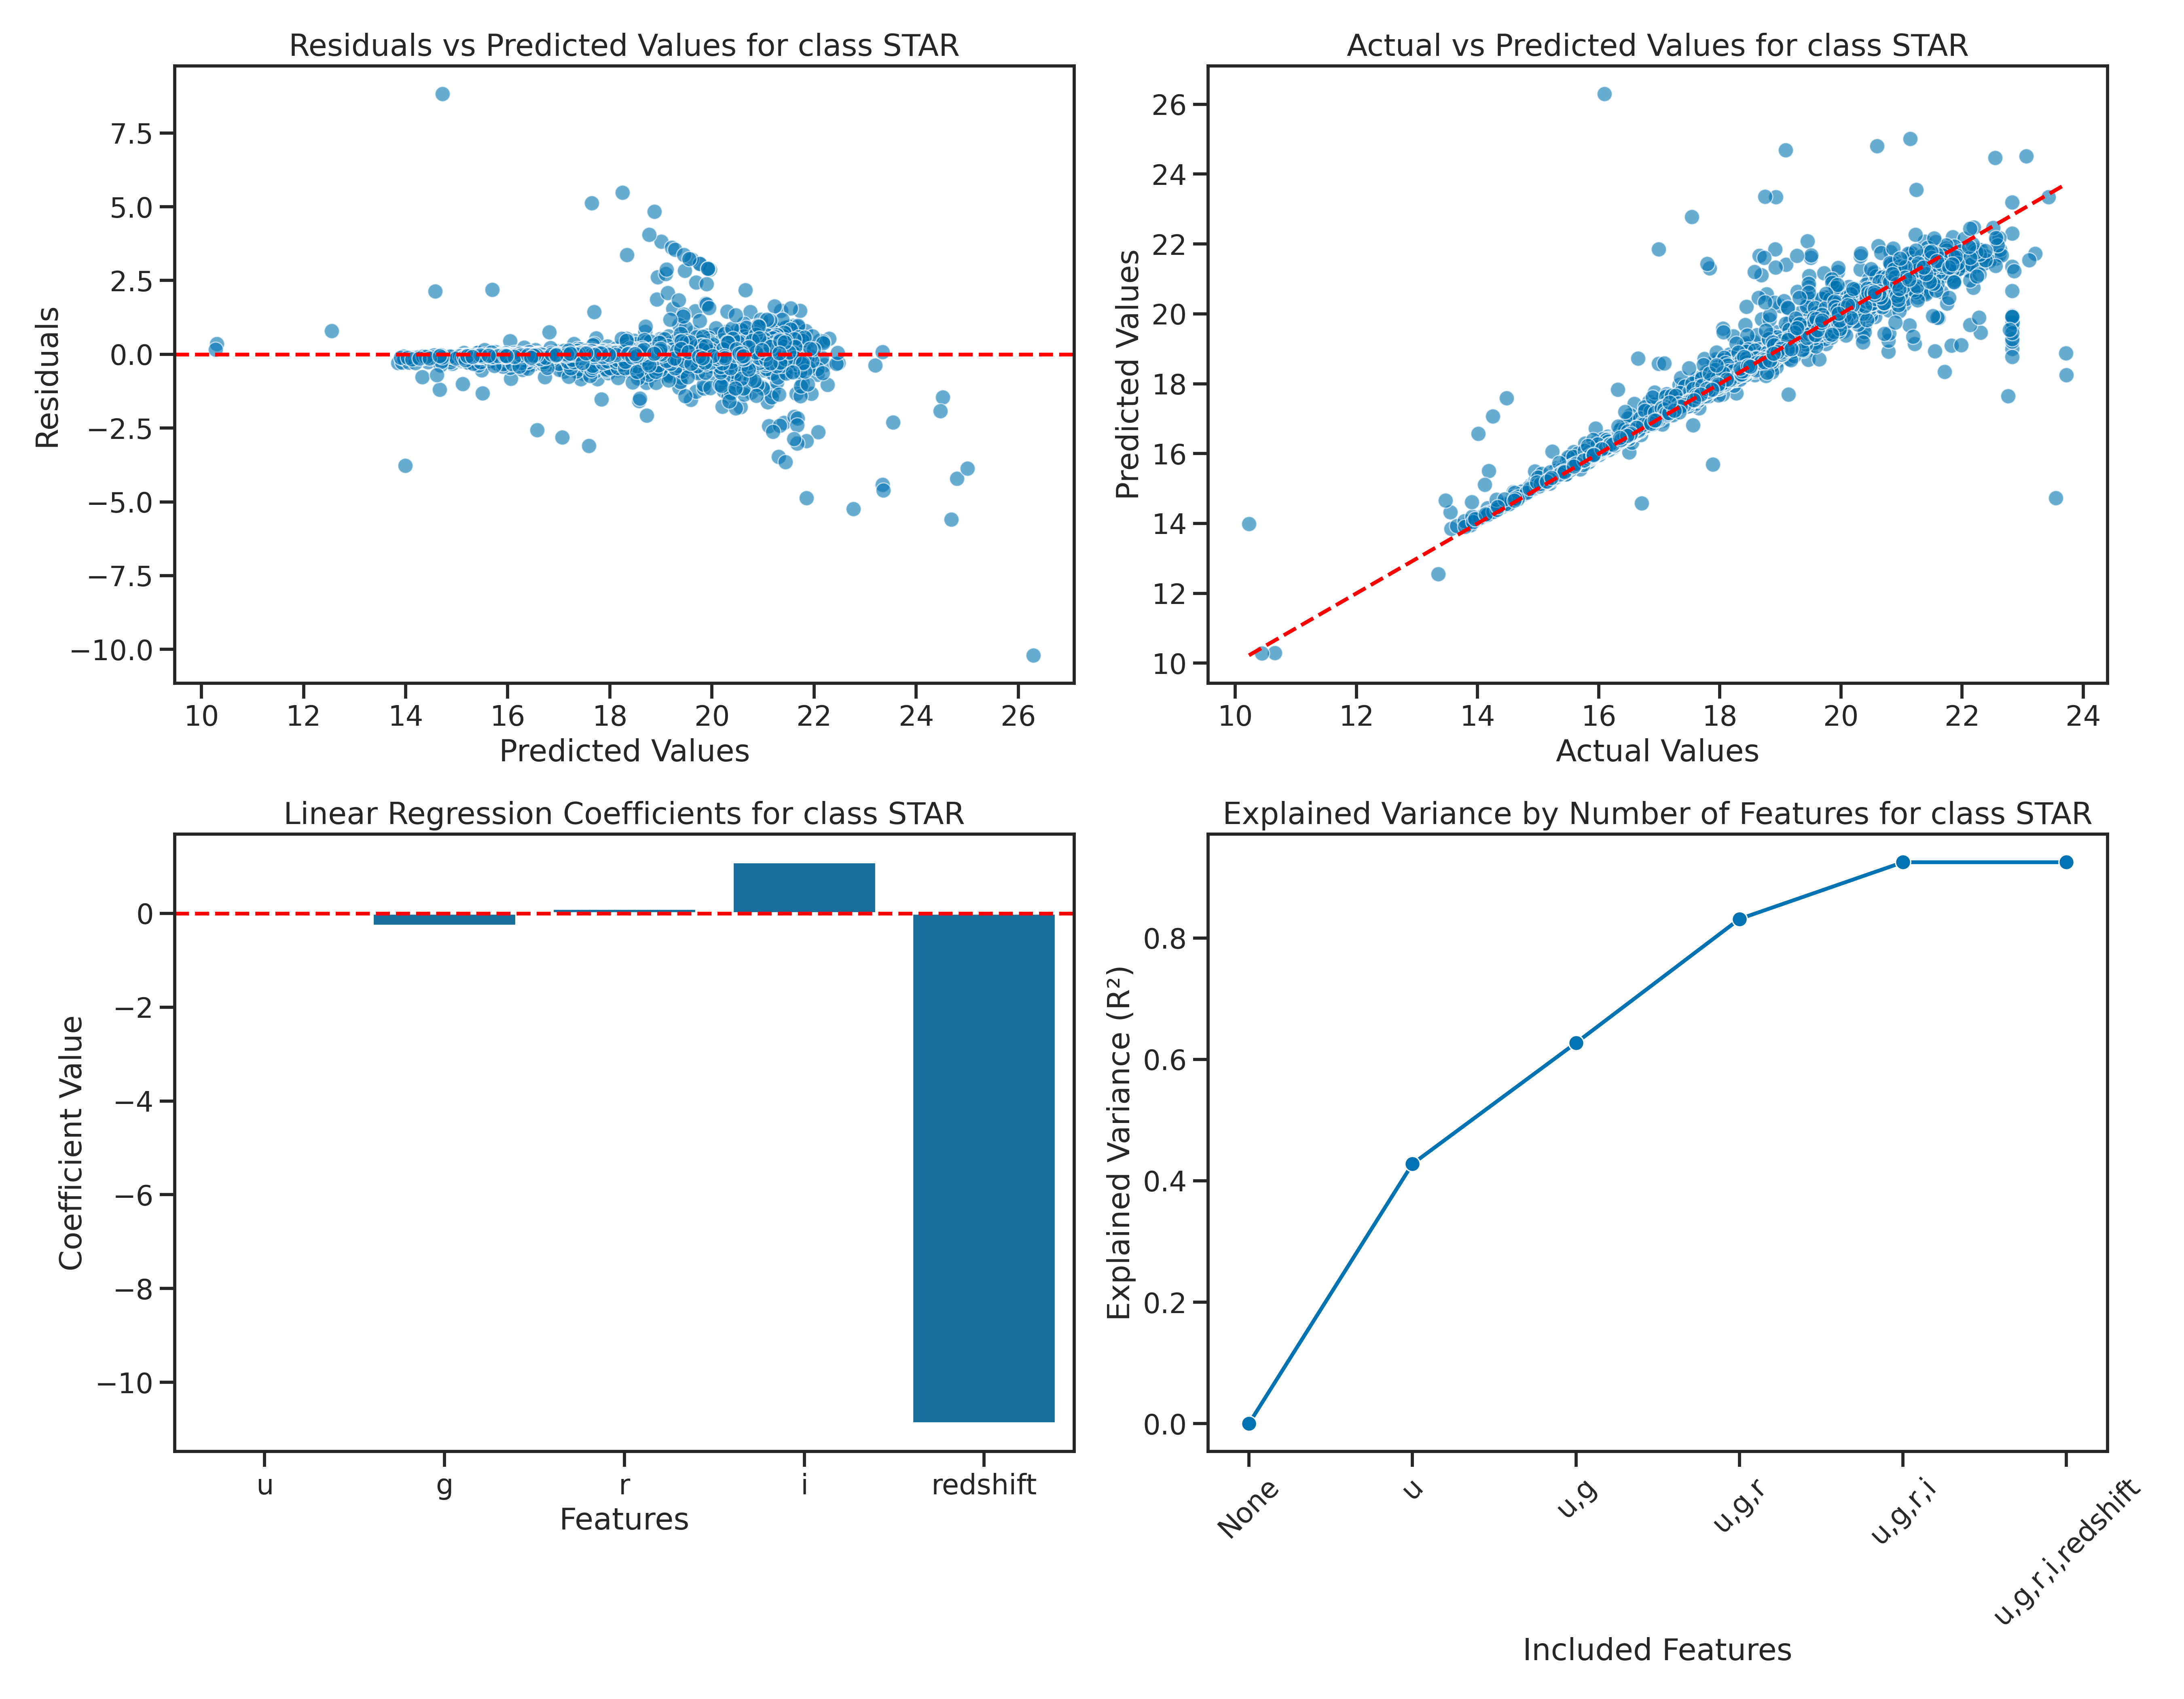 Residuals vs Predicted Values for class STAR
7.5
5.0
2.5
0.0
−2.5
−5.0
−7.5
−10.0
Residuals
10 12 14 16 18 20 22 24 26
Predicted Values
Actual vs Predicted Values for class STAR
26
24
22
20
18
16
14
12
10
Predicted Values
10 12 14 16 18 20 22 24
Actual Values
Linear Regression Coefficients for class STAR
0
−2
−4
−6
−8
−10
Coefficient Value
u g r i redshift
Features
Explained Variance by Number of Features for class STAR
0.8
0.6
0.4
0.2
0.0
Explained Variance (R²)
None
u
u,g
u,g,r
u,g,r,i
u,g,r,i,redshift
Included Features